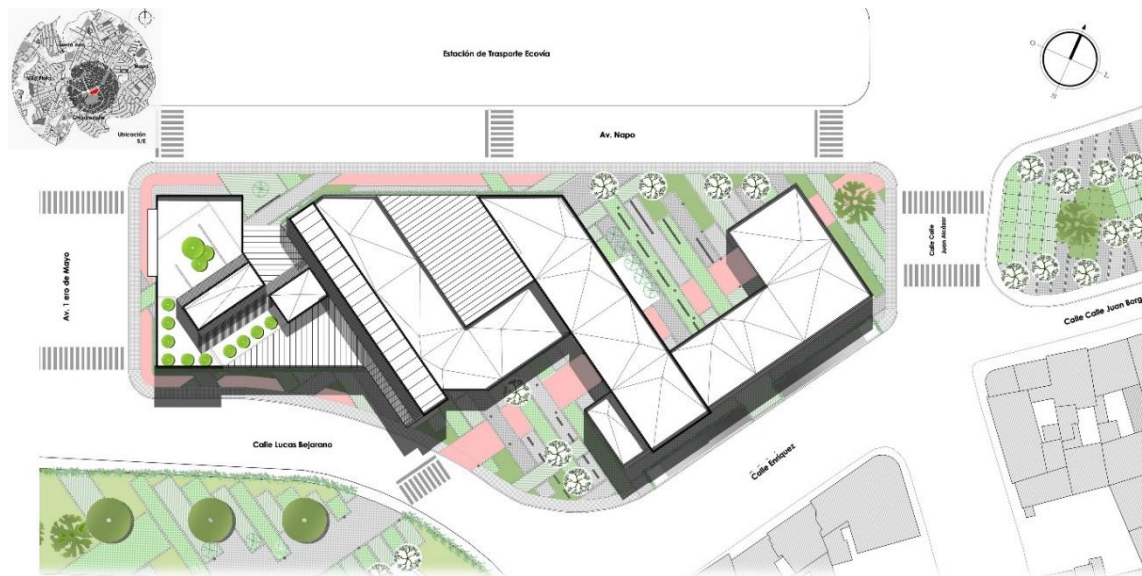 Estación de Trasporte Ecovía
Ubicación
S/E
O
L
S
Av. Napo
Av. 1 ero de Mayo
Calle Calle
Juan Alcázar
Calle Calle Juan Borg
Calle Lucas Bejarano
Calle Enríquez